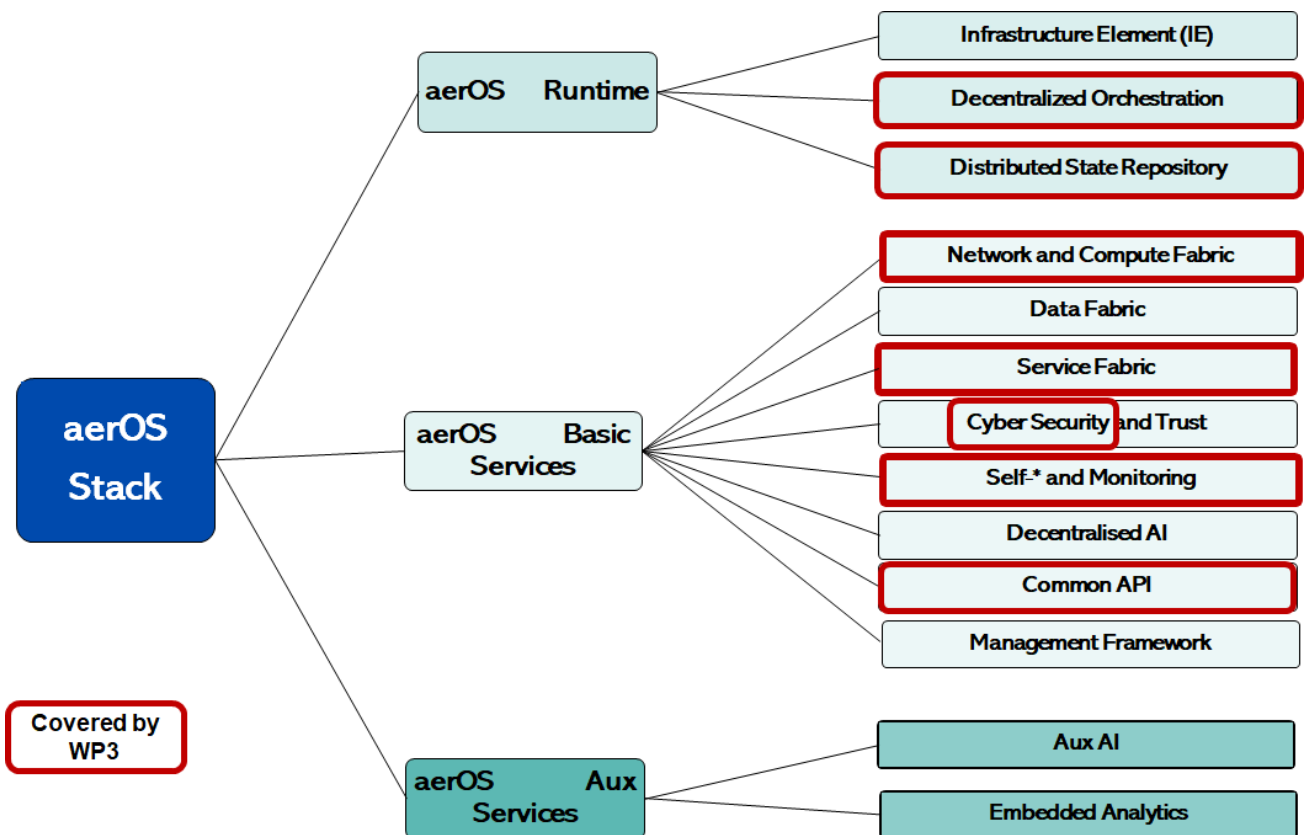 Infrastructure Element (IE)
aerOS Runtime
Decentralized Orchestration
Distributed State Repository
Network and Compute Fabric
Data Fabric
Service Fabric
aerOS
Stack
aerOS Basic
Services
Cyber Security and Trust
Self-* and Monitoring
Decentralised AI
Common API
Management Framework
Covered by
WP3
aerOS Aux
Services
Aux AI
Embedded Analytics